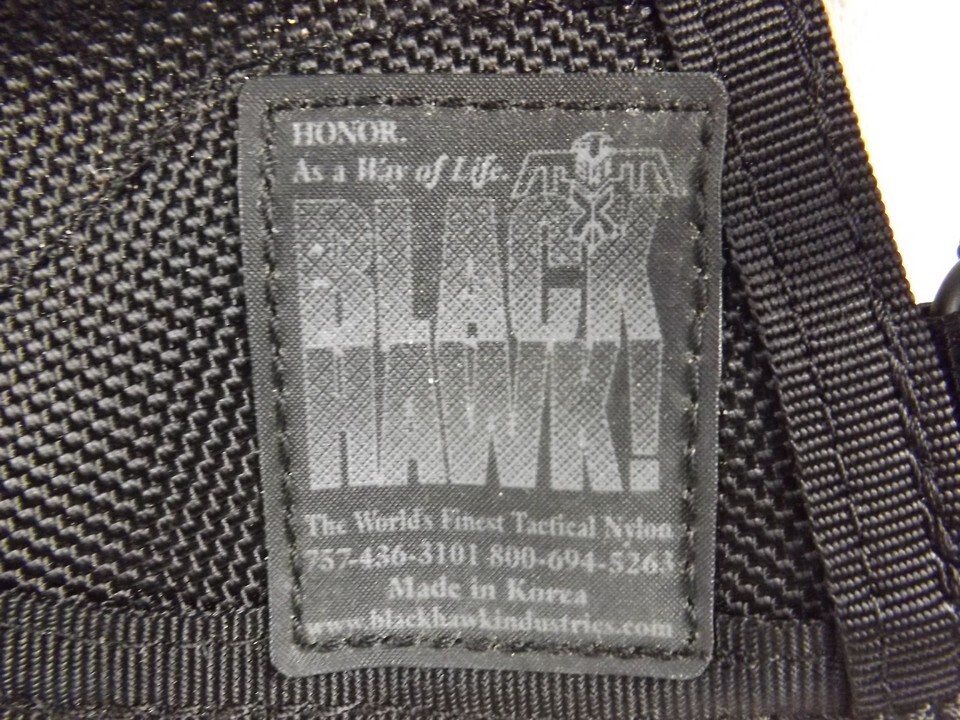 HONOR.
As a Way of Life.
BLACK
HAWK!
The World's Finest Tactical Nylon
757-436-3101 800-694-5263
Made in Korea
www.blackhawkindustries.com